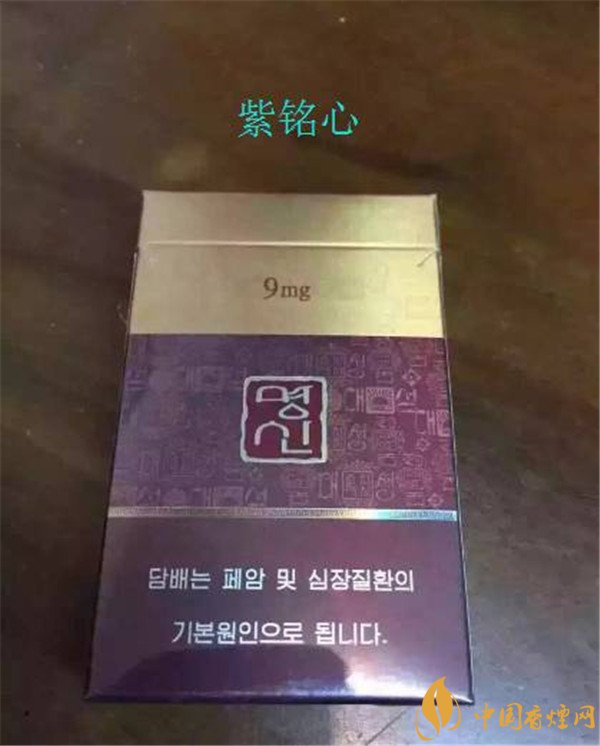 紫铭心
9mg
명
신
담배는 폐암 및 심장질환의
기본원인으로 됩니다.
中国香烟网